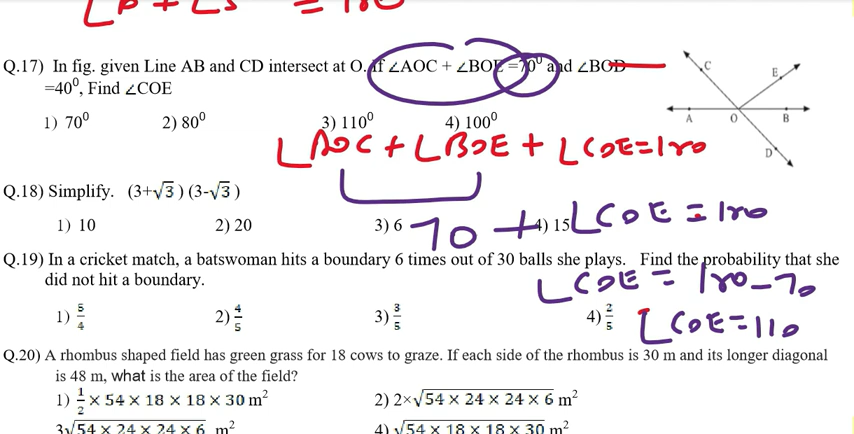 = 180
Q.17) In fig. given Line AB and CD intersect at O. If ∠AOC + ∠BOE =70⁰ and ∠BOD
=40⁰, Find ∠COE
1) 70⁰ 2) 80⁰ 3) 110⁰ 4) 100⁰
C E A O B D
∠AOC + ∠BOE + ∠COE=180
Q.18) Simplify. (3+√3 ) (3-√3 )
1) 10 2) 20 3) 6 4) 15
70 + ∠COE = 180
Q.19) In a cricket match, a batswoman hits a boundary 6 times out of 30 balls she plays. Find the probability that she
did not hit a boundary.
∠COE = 180-70
1) 5/4 2) 4/5 3) 3/5 4) 2/5
∠COE=110
Q.20) A rhombus shaped field has green grass for 18 cows to graze. If each side of the rhombus is 30 m and its longer diagonal
is 48 m, what is the area of the field?
1) 1/2 × 54 × 18 × 18 × 30 m² 2) 2×√54 × 24 × 24 × 6 m²
3√54 × 24 × 24 × 6 m² 4) √54 × 18 × 18 × 30 m²